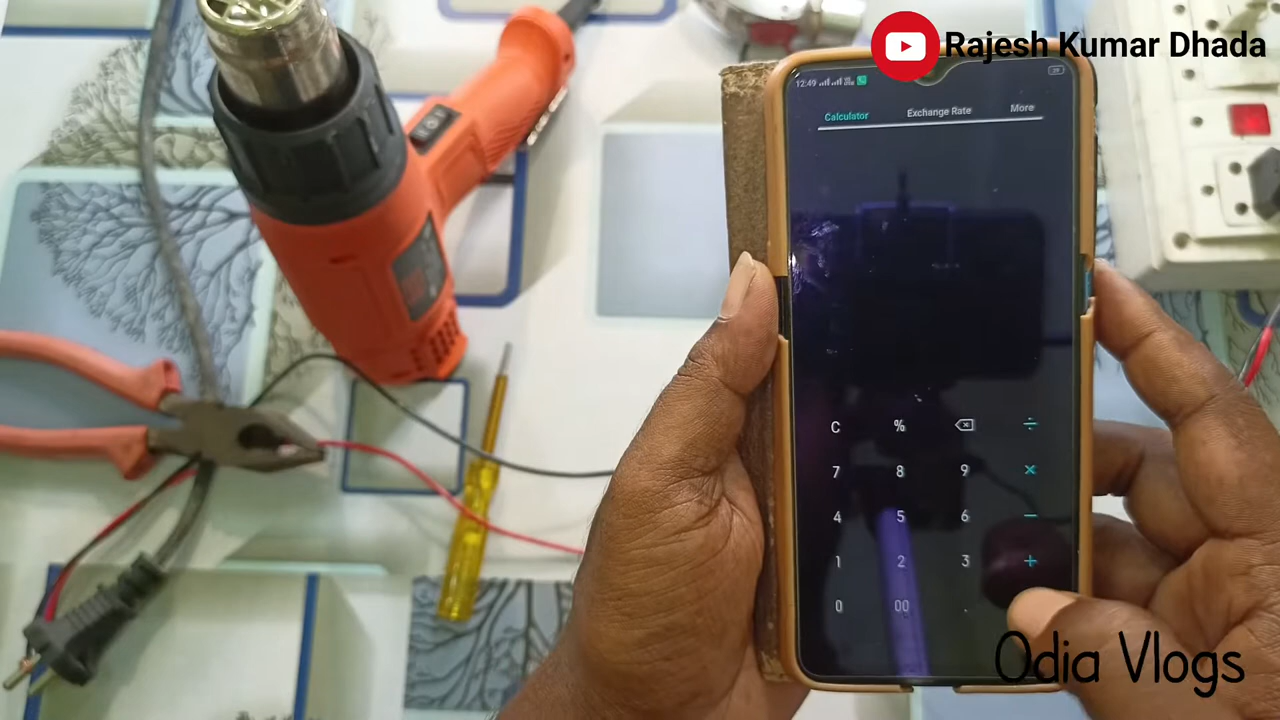 Rajesh Kumar Dhada
12:49
Calculator Exchange Rate More
C % ÷
7 8 9 ×
4 5 6 −
1 2 3 +
0 00 .
Odia Vlogs